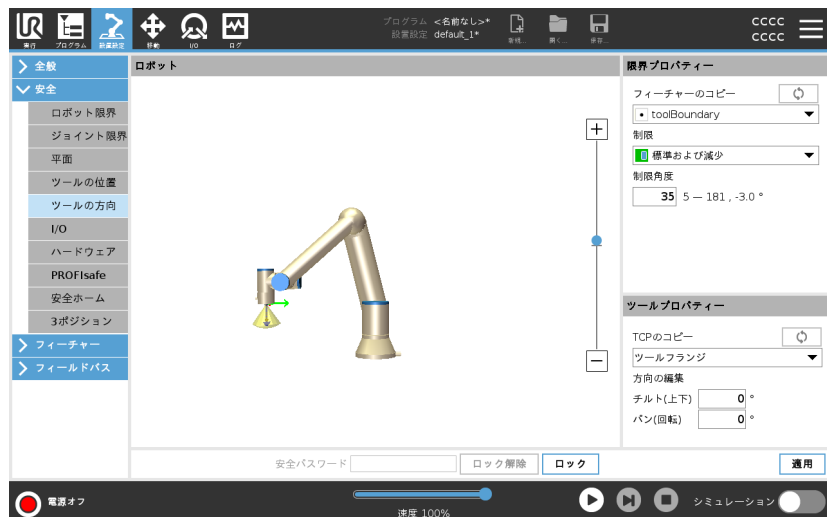 プログラム <名前なし>*
設置設定 default_1*
cccc
cccc
実行 プログラム 設置設定 移動 I/O ログ 新規... 開く... 保存...
全般
安全
ロボット限界
ジョイント限界
平面
ツールの位置
ツールの方向
I/O
ハードウェア
PROFIsafe
安全ホーム
3ポジション
フィーチャー
フィールドバス
ロボット
限界プロパティー
フィーチャーのコピー
toolBoundary
制限
標準および減少
制限角度
35 5 — 181 , -3.0 °
ツールプロパティー
TCPのコピー
ツールフランジ
方向の編集
チルト(上下) 0 °
パン(回転) 0 °
安全パスワード ロック解除 ロック 適用
電源オフ
速度 100%
シミュレーション